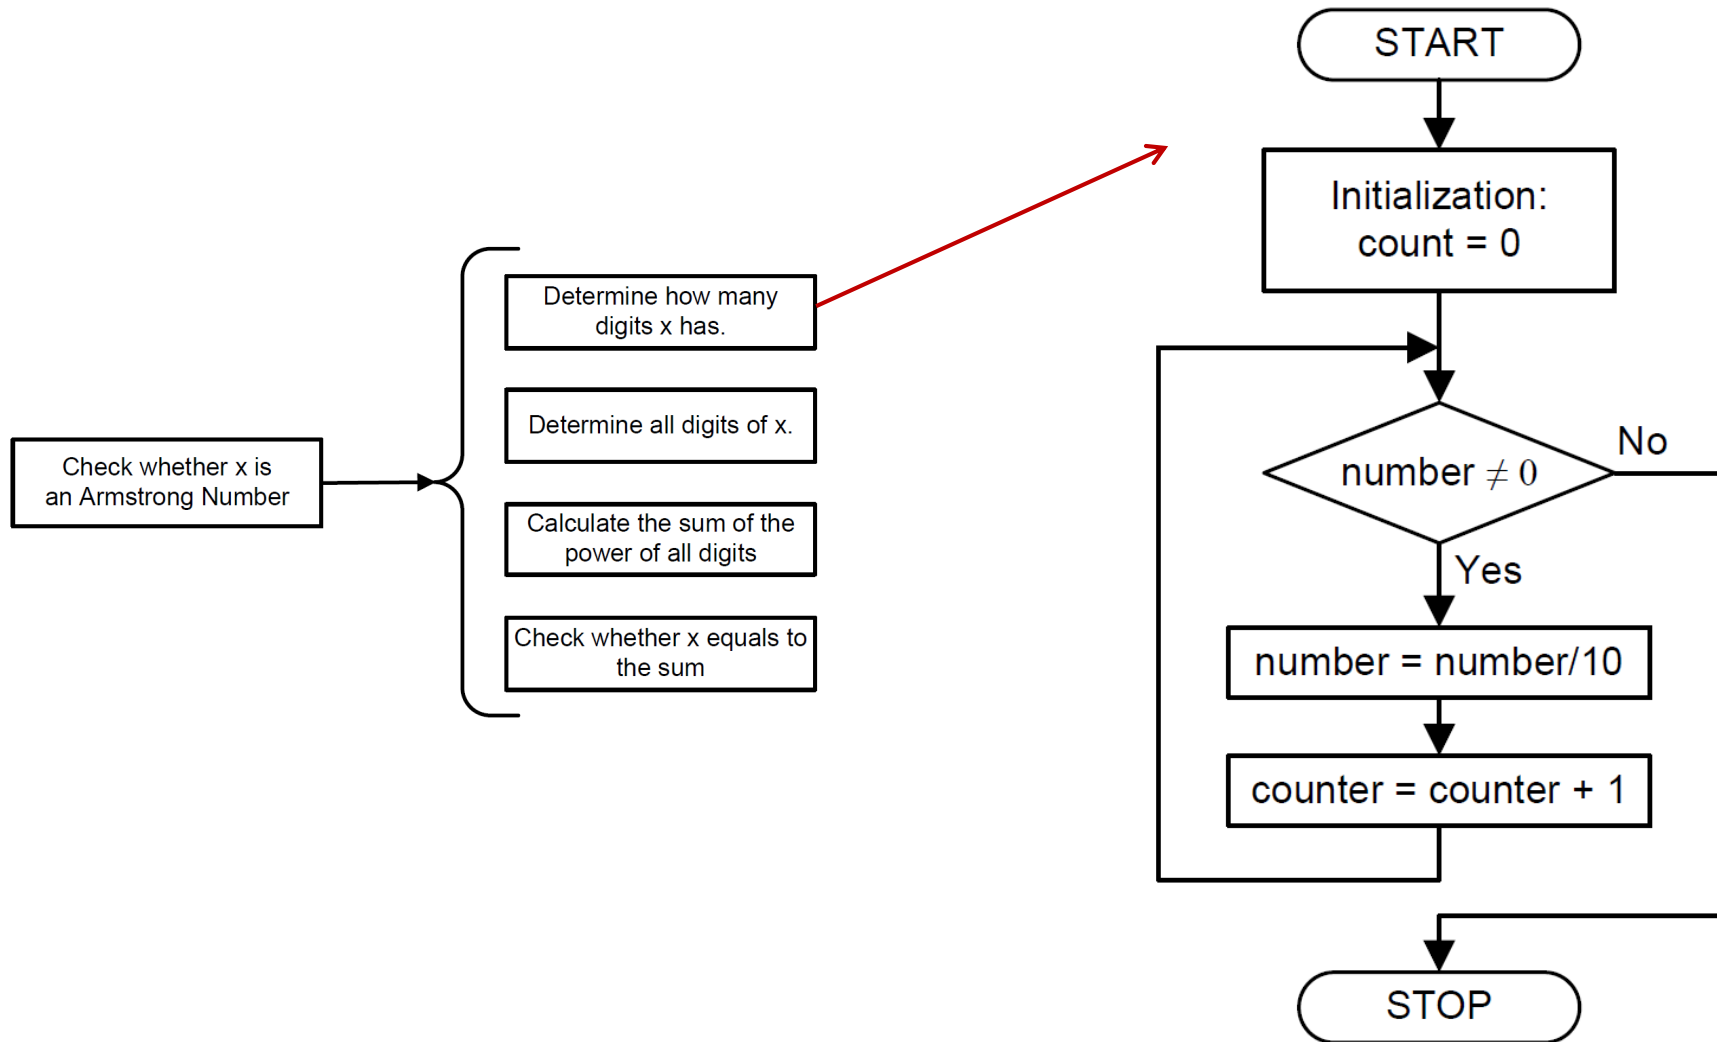 Check whether x is
an Armstrong Number
Determine how many
digits x has.
Determine all digits of x.
Calculate the sum of the
power of all digits
Check whether x equals to
the sum
START
Initialization:
count = 0
number ≠ 0
No
Yes
number = number/10
counter = counter + 1
STOP